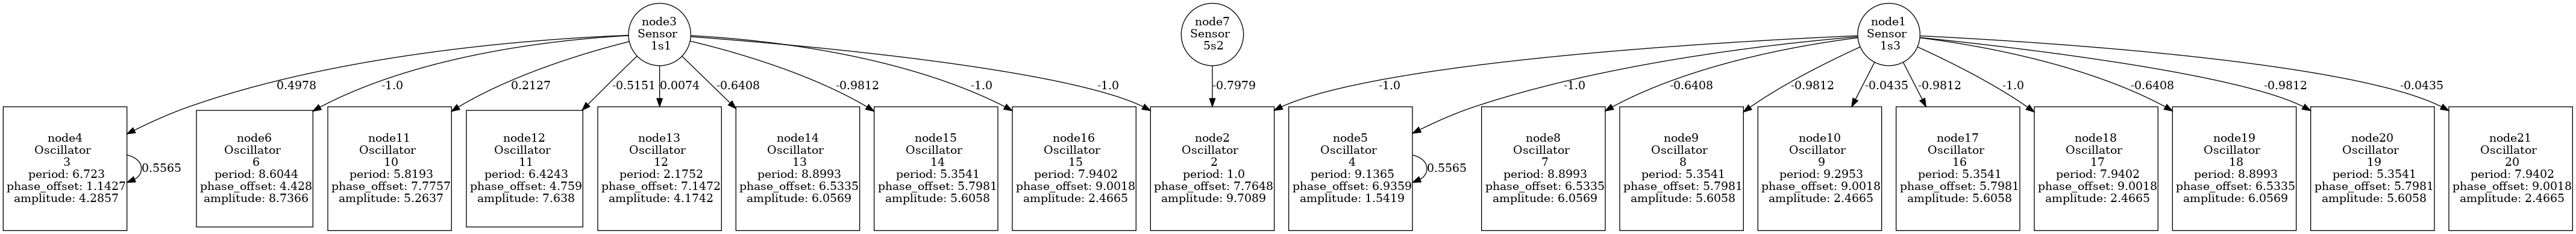 node3
Sensor
1s1
node7
Sensor
5s2
node1
Sensor
1s3
0.4978
-1.0
0.2127
-0.5151
0.0074
-0.6408
-0.9812
-1.0
-1.0
-0.7979
-1.0
-1.0
-0.6408
-0.9812
-0.0435
-0.9812
-1.0
-0.6408
-0.9812
-0.0435
node4
Oscillator
3
period: 6.723
phase_offset: 1.1427
amplitude: 4.2857
0.5565
node6
Oscillator
6
period: 8.6044
phase_offset: 4.428
amplitude: 8.7366
node11
Oscillator
10
period: 5.8193
phase_offset: 7.7757
amplitude: 5.2637
node12
Oscillator
11
period: 6.4243
phase_offset: 4.759
amplitude: 7.638
node13
Oscillator
12
period: 2.1752
phase_offset: 7.1472
amplitude: 4.1742
node14
Oscillator
13
period: 8.8993
phase_offset: 6.5335
amplitude: 6.0569
node15
Oscillator
14
period: 5.3541
phase_offset: 5.7981
amplitude: 5.6058
node16
Oscillator
15
period: 7.9402
phase_offset: 9.0018
amplitude: 2.4665
node2
Oscillator
2
period: 1.0
phase_offset: 7.7648
amplitude: 9.7089
node5
Oscillator
4
period: 9.1365
phase_offset: 6.9359
amplitude: 1.5419
0.5565
node8
Oscillator
7
period: 8.8993
phase_offset: 6.5335
amplitude: 6.0569
node9
Oscillator
8
period: 5.3541
phase_offset: 5.7981
amplitude: 5.6058
node10
Oscillator
9
period: 9.2953
phase_offset: 9.0018
amplitude: 2.4665
node17
Oscillator
16
period: 5.3541
phase_offset: 5.7981
amplitude: 5.6058
node18
Oscillator
17
period: 7.9402
phase_offset: 9.0018
amplitude: 2.4665
node19
Oscillator
18
period: 8.8993
phase_offset: 6.5335
amplitude: 6.0569
node20
Oscillator
19
period: 5.3541
phase_offset: 5.7981
amplitude: 5.6058
node21
Oscillator
20
period: 7.9402
phase_offset: 9.0018
amplitude: 2.4665